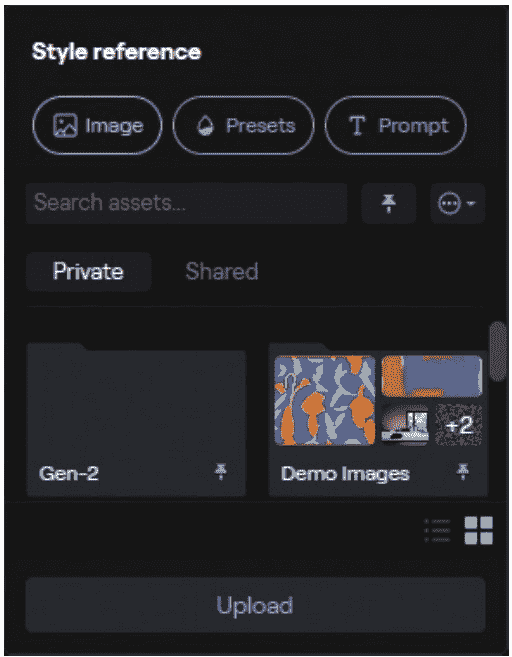 Style reference
Image Presets Prompt
Search assets...
Private Shared
+2
Gen-2 Demo Images
Upload